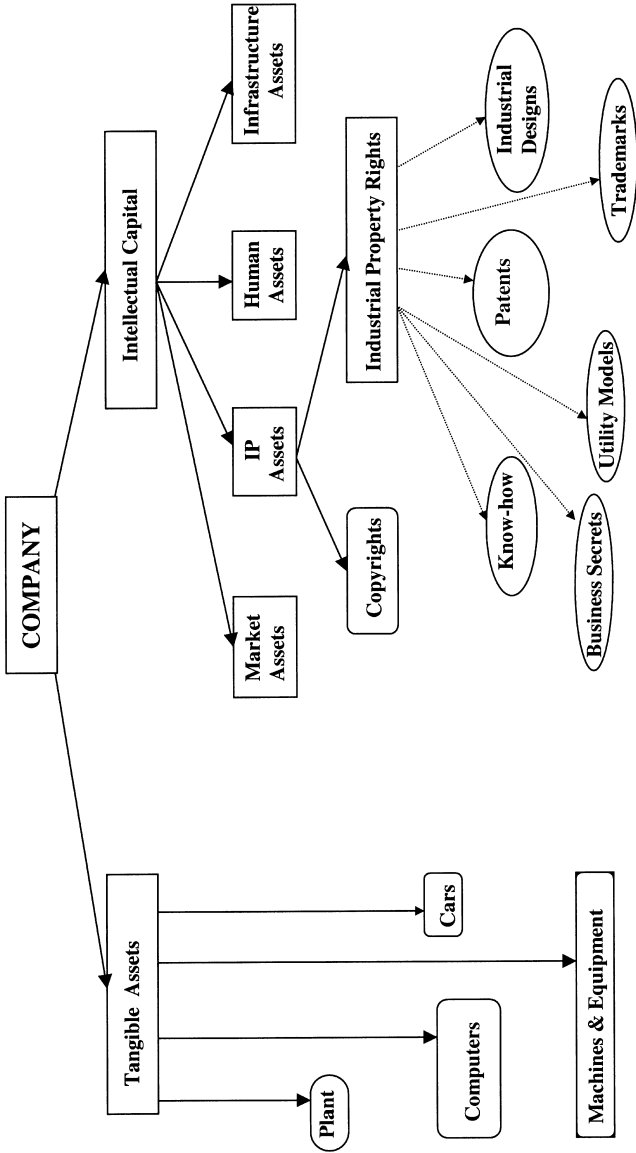 COMPANY
Tangible Assets
Intellectual Capital
Plant
Computers
Machines & Equipment
Cars
Market
Assets
IP
Assets
Human
Assets
Infrastructure
Assets
Copyrights
Industrial Property Rights
Know-how
Business Secrets
Utility Models
Patents
Trademarks
Industrial
Designs